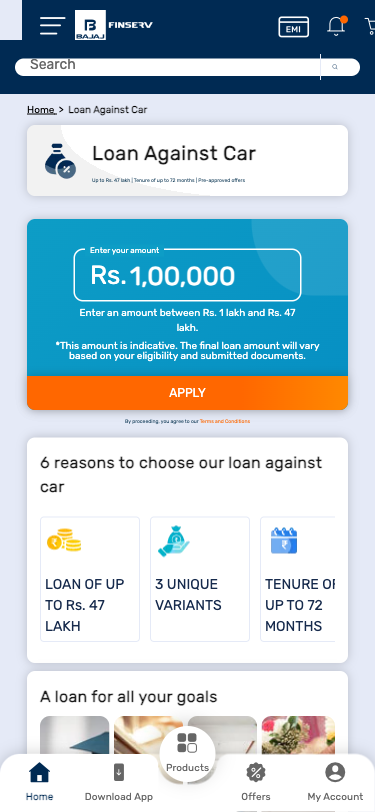 BAJAJ FINSERV
EMI
Search
Home > Loan Against Car
Loan Against Car
Up to Rs. 47 lakh | Tenure of up to 72 months | Pre-approved offers
Enter your amount
Rs. 1,00,000
Enter an amount between Rs. 1 lakh and Rs. 47
lakh.
*This amount is indicative. The final loan amount will vary
based on your eligibility and submitted documents.
APPLY
By proceeding, you agree to our Terms and Conditions
6 reasons to choose our loan against
car
LOAN OF UP
TO Rs. 47
LAKH
3 UNIQUE
VARIANTS
TENURE OF
UP TO 72
MONTHS
A loan for all your goals
Home
Download App
Products
Offers
My Account